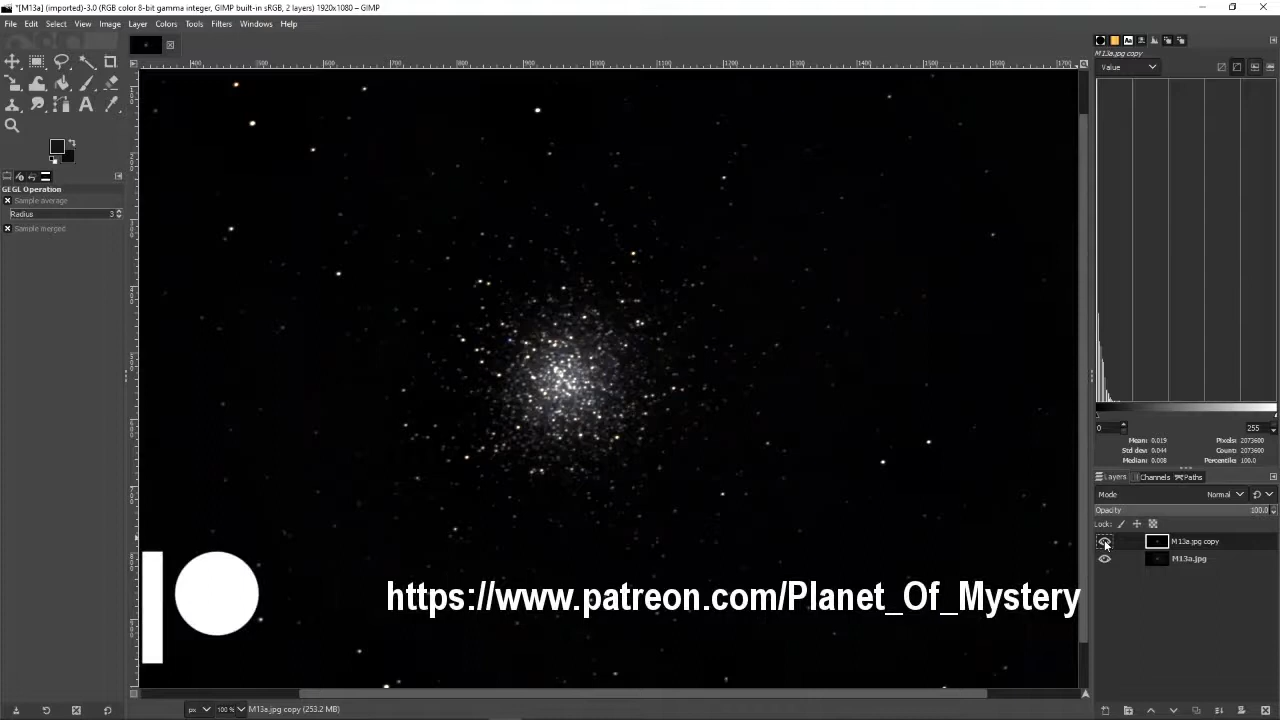 *[M13a] (imported)-3.0 (RGB color 8-bit gamma integer, GIMP built-in sRGB, 2 layers) 1920x1080 – GIMP
File Edit Select View Image Layer Colors Tools Filters Windows Help
M13a.jpg copy
Value
GEGL Operation
Sample average
Radius 3
Sample merged
0 255
Mean: 0.019 Pixels: 2073600
Std dev: 0.044 Count: 2073600
Median: 0.008 Percentile: 100.0
Layers Channels Paths
Mode Normal
Opacity 100.0
Lock:
M13a.jpg copy
M13a.jpg
https://www.patreon.com/Planet_Of_Mystery
px 100 % M13a.jpg copy (253.2 MB)